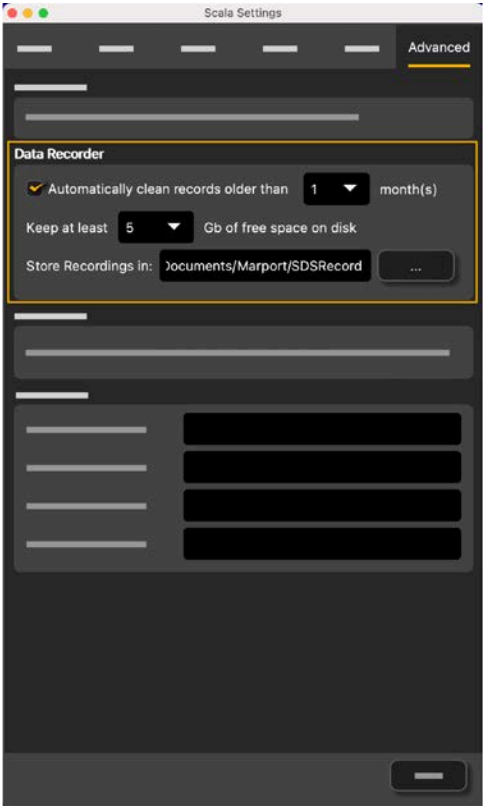 Scala Settings
Advanced
Data Recorder
Automatically clean records older than 1 month(s)
Keep at least 5 Gb of free space on disk
Store Recordings in: Documents/Marport/SDSRecord ...